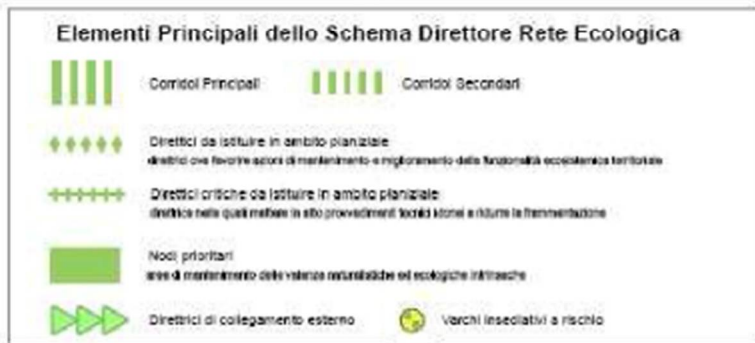 Elementi Principali dello Schema Direttore Rete Ecologica
Corridoi Principali Corridoi Secondari
Direttici da istituire in ambito planiziale
direttrici ove favorire azioni di mantenimento e miglioramento della funzionalità ecosistemica territoriale
Direttici critiche da istituire in ambito planiziale
direttrice nelle quali mettere in atto provvedimenti tecnici idonei a ridurre la frammentazione
Nodi prioritari
aree di mantenimento delle valenze naturalistiche ed ecologiche intrinseche
Direttrici di collegamento esterno Varchi insediativi a rischio